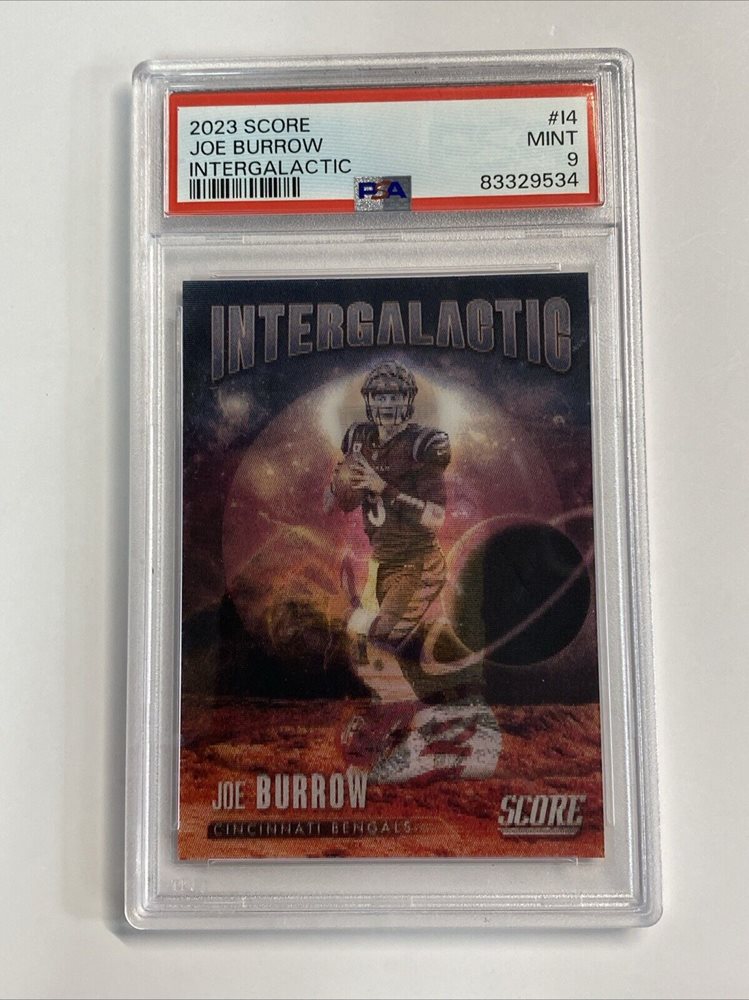 2023 SCORE
JOE BURROW
INTERGALACTIC
#I4
MINT
9
83329534
PSA
INTERGALACTIC
JOE BURROW
CINCINNATI BENGALS
SCORE